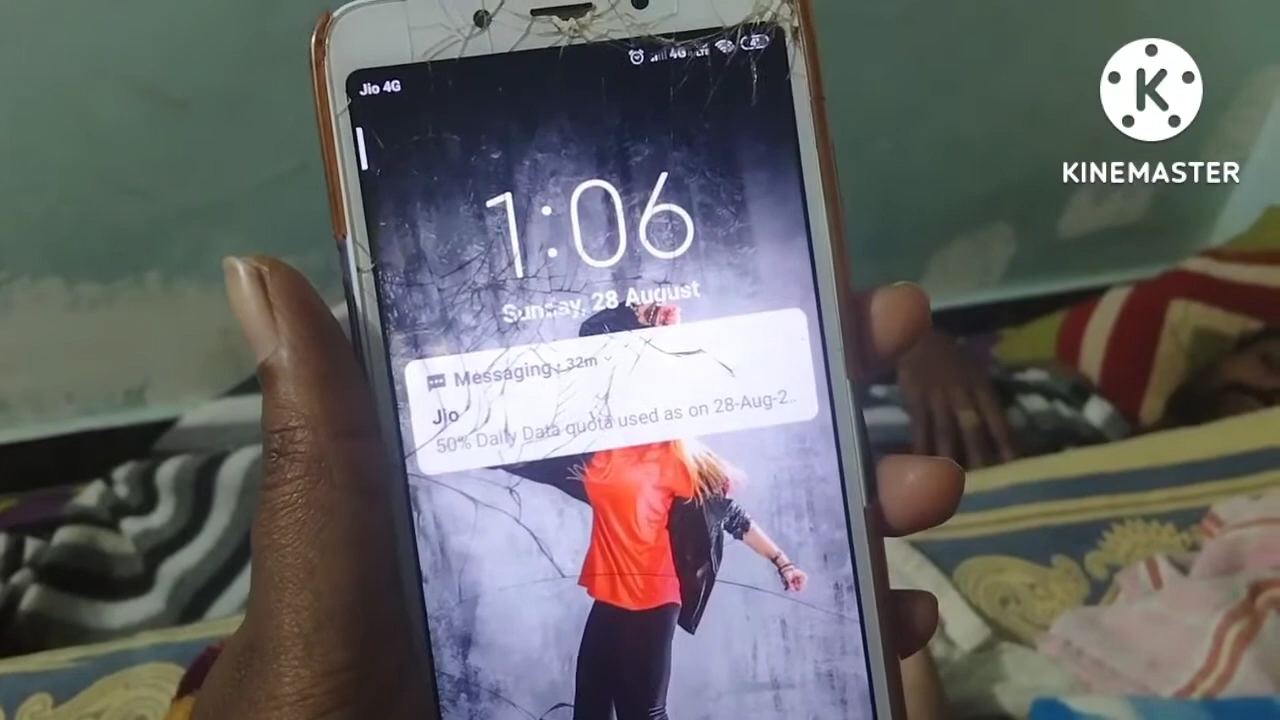 Jio 4G
4G
1:06
Sunday, 28 August
Messaging · 32m
Jio
50% Daily Data quota used as on 28-Aug-2..
K
KINEMASTER